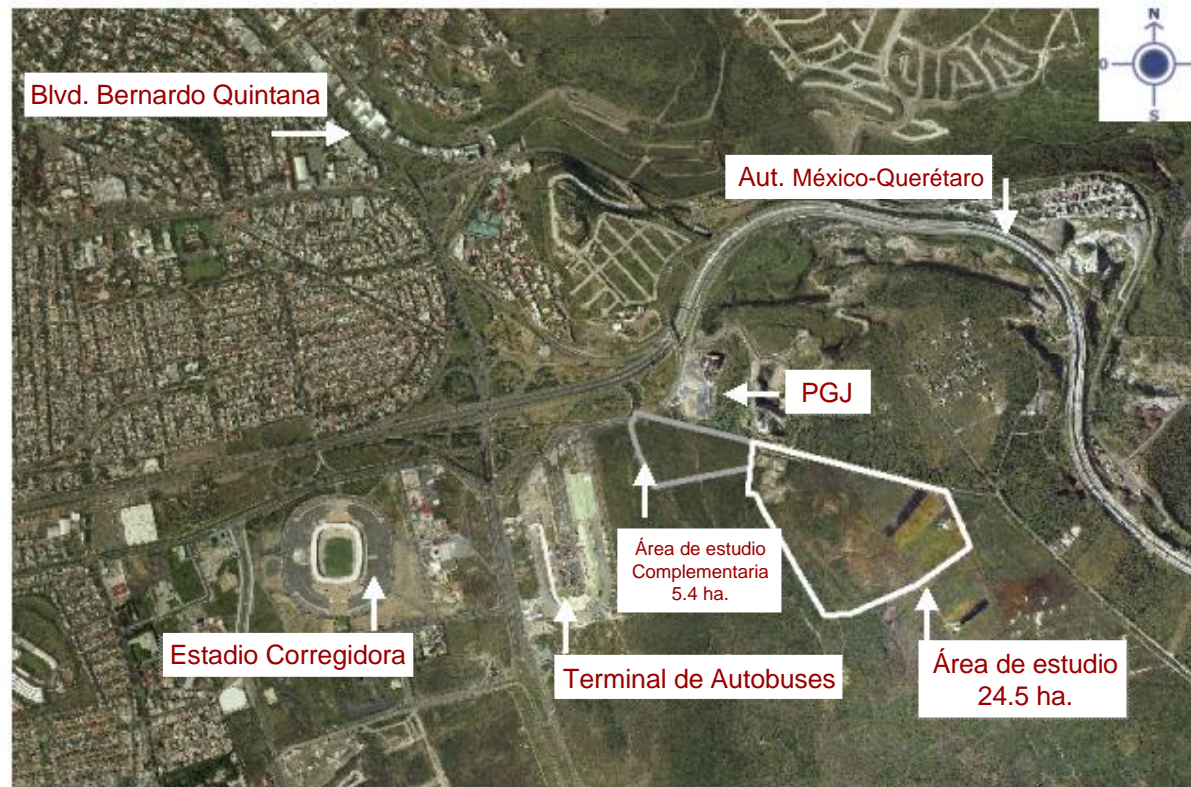 N
O
S
Blvd. Bernardo Quintana
Aut. México-Querétaro
PGJ
Área de estudio
Complementaria
5.4 ha.
Estadio Corregidora
Terminal de Autobuses
Área de estudio
24.5 ha.